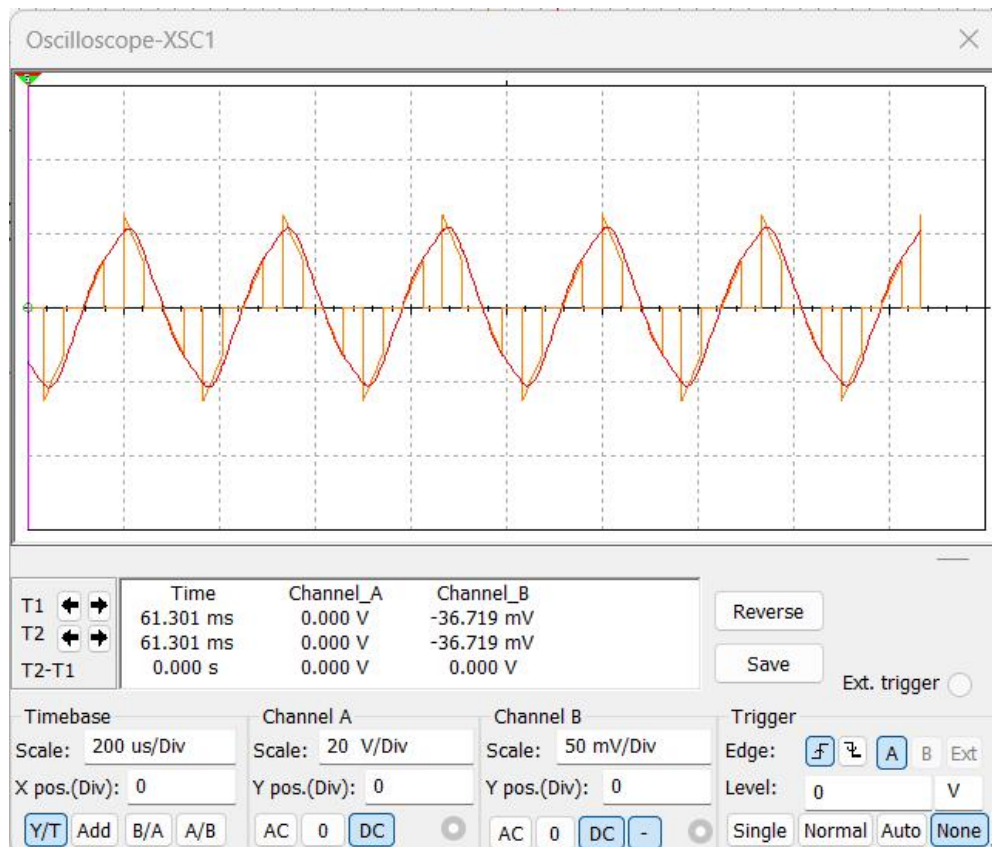 Oscilloscope-XSC1
Time Channel_A Channel_B
T1 61.301 ms 0.000 V -36.719 mV
T2 61.301 ms 0.000 V -36.719 mV
T2-T1 0.000 s 0.000 V 0.000 V
Reverse
Save
Ext. trigger
Timebase
Scale: 200 us/Div
X pos.(Div): 0
Y/T Add B/A A/B
Channel A
Scale: 20 V/Div
Y pos.(Div): 0
AC 0 DC
Channel B
Scale: 50 mV/Div
Y pos.(Div): 0
AC 0 DC -
Trigger
Edge: A B Ext
Level: 0 V
Single Normal Auto None